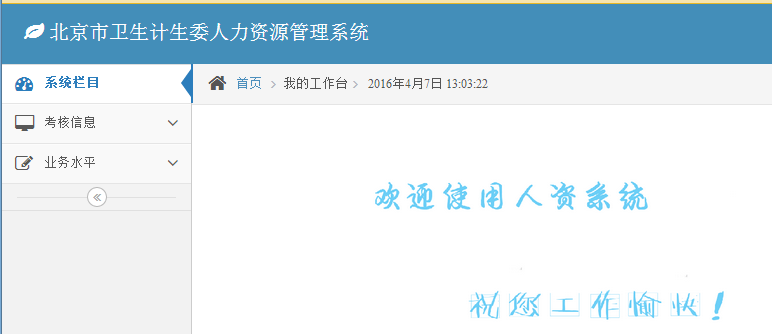 北京市卫生计生委人力资源管理系统
系统栏目
首页 > 我的工作台 > 2016年4月7日 13:03:22
考核信息
业务水平
欢迎使用人资系统
祝您工作愉快！